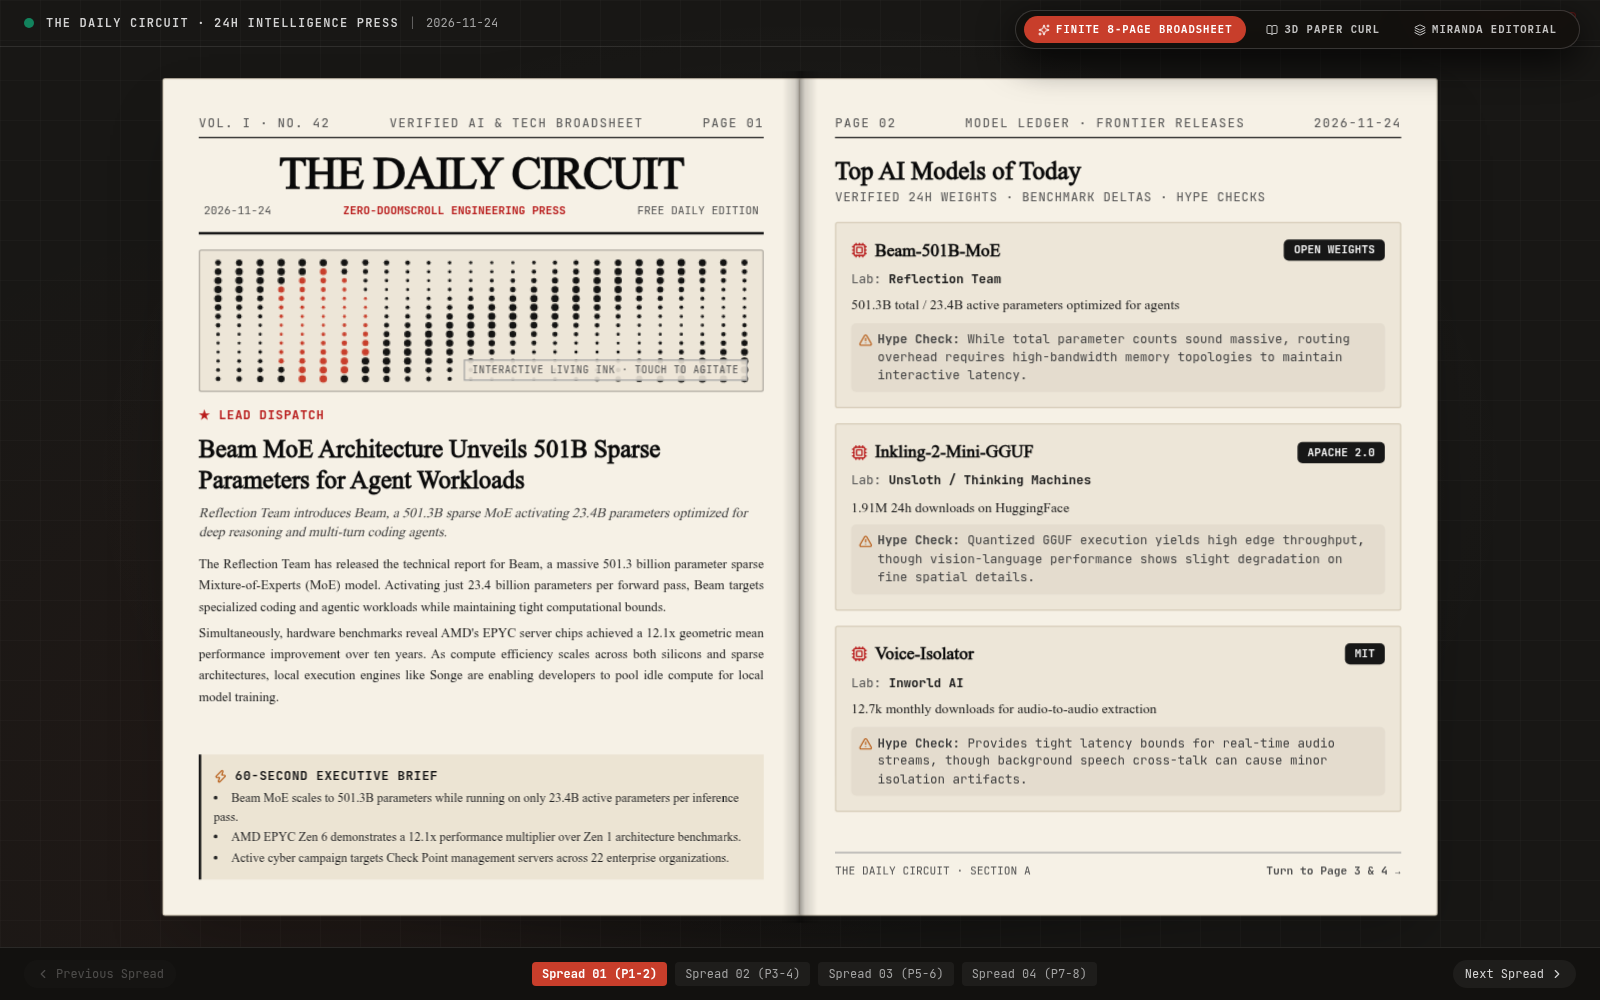 THE DAILY CIRCUIT · 24H INTELLIGENCE PRESS | 2026-11-24
FINITE 8-PAGE BROADSHEET
3D PAPER CURL
MIRANDA EDITORIAL
VOL. I · NO. 42
VERIFIED AI & TECH BROADSHEET
PAGE 01
THE DAILY CIRCUIT
2026-11-24
ZERO-DOOMSCROLL ENGINEERING PRESS
FREE DAILY EDITION
INTERACTIVE LIVING INK · TOUCH TO AGITATE
★ LEAD DISPATCH
Beam MoE Architecture Unveils 501B Sparse
Parameters for Agent Workloads
Reflection Team introduces Beam, a 501.3B sparse MoE activating 23.4B parameters optimized for
deep reasoning and multi-turn coding agents.
The Reflection Team has released the technical report for Beam, a massive 501.3 billion parameter sparse
Mixture-of-Experts (MoE) model. Activating just 23.4 billion parameters per forward pass, Beam targets
specialized coding and agentic workloads while maintaining tight computational bounds.
Simultaneously, hardware benchmarks reveal AMD's EPYC server chips achieved a 12.1x geometric mean
performance improvement over ten years. As compute efficiency scales across both silicons and sparse
architectures, local execution engines like Songe are enabling developers to pool idle compute for local
model training.
60-SECOND EXECUTIVE BRIEF
• Beam MoE scales to 501.3B parameters while running on only 23.4B active parameters per inference
pass.
• AMD EPYC Zen 6 demonstrates a 12.1x performance multiplier over Zen 1 architecture benchmarks.
• Active cyber campaign targets Check Point management servers across 22 enterprise organizations.
PAGE 02
MODEL LEDGER · FRONTIER RELEASES
2026-11-24
Top AI Models of Today
VERIFIED 24H WEIGHTS · BENCHMARK DELTAS · HYPE CHECKS
Beam-501B-MoE
OPEN WEIGHTS
Lab: Reflection Team
501.3B total / 23.4B active parameters optimized for agents
Hype Check: While total parameter counts sound massive, routing
overhead requires high-bandwidth memory topologies to maintain
interactive latency.
Inkling-2-Mini-GGUF
APACHE 2.0
Lab: Unsloth / Thinking Machines
1.91M 24h downloads on HuggingFace
Hype Check: Quantized GGUF execution yields high edge throughput,
though vision-language performance shows slight degradation on
fine spatial details.
Voice-Isolator
MIT
Lab: Inworld AI
12.7k monthly downloads for audio-to-audio extraction
Hype Check: Provides tight latency bounds for real-time audio
streams, though background speech cross-talk can cause minor
isolation artifacts.
THE DAILY CIRCUIT · SECTION A
Turn to Page 3 & 4 →
Previous Spread
Spread 01 (P1-2)
Spread 02 (P3-4)
Spread 03 (P5-6)
Spread 04 (P7-8)
Next Spread